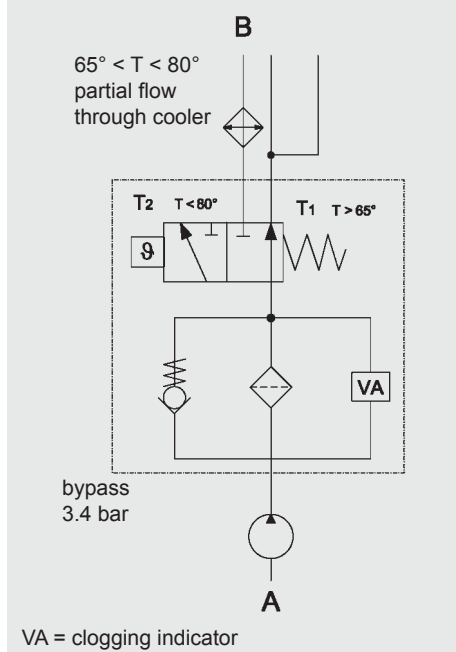 B
65° < T < 80°
partial flow
through cooler
T2 T < 80°
T1 T > 65°
ϑ
VA
bypass
3.4 bar
A
VA = clogging indicator